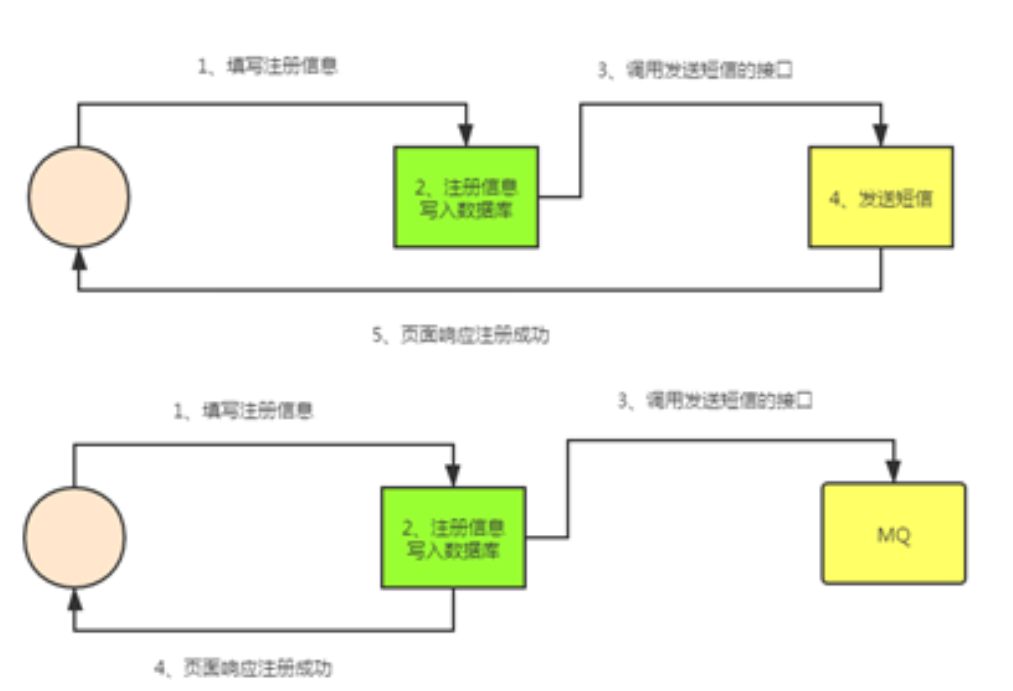 1、填写注册信息
3、调用发送短信的接口
2、注册信息
写入数据库
4、发送短信
5、页面响应注册成功
1、填写注册信息
3、调用发送短信的接口
2、注册信息
写入数据库
MQ
4、页面响应注册成功